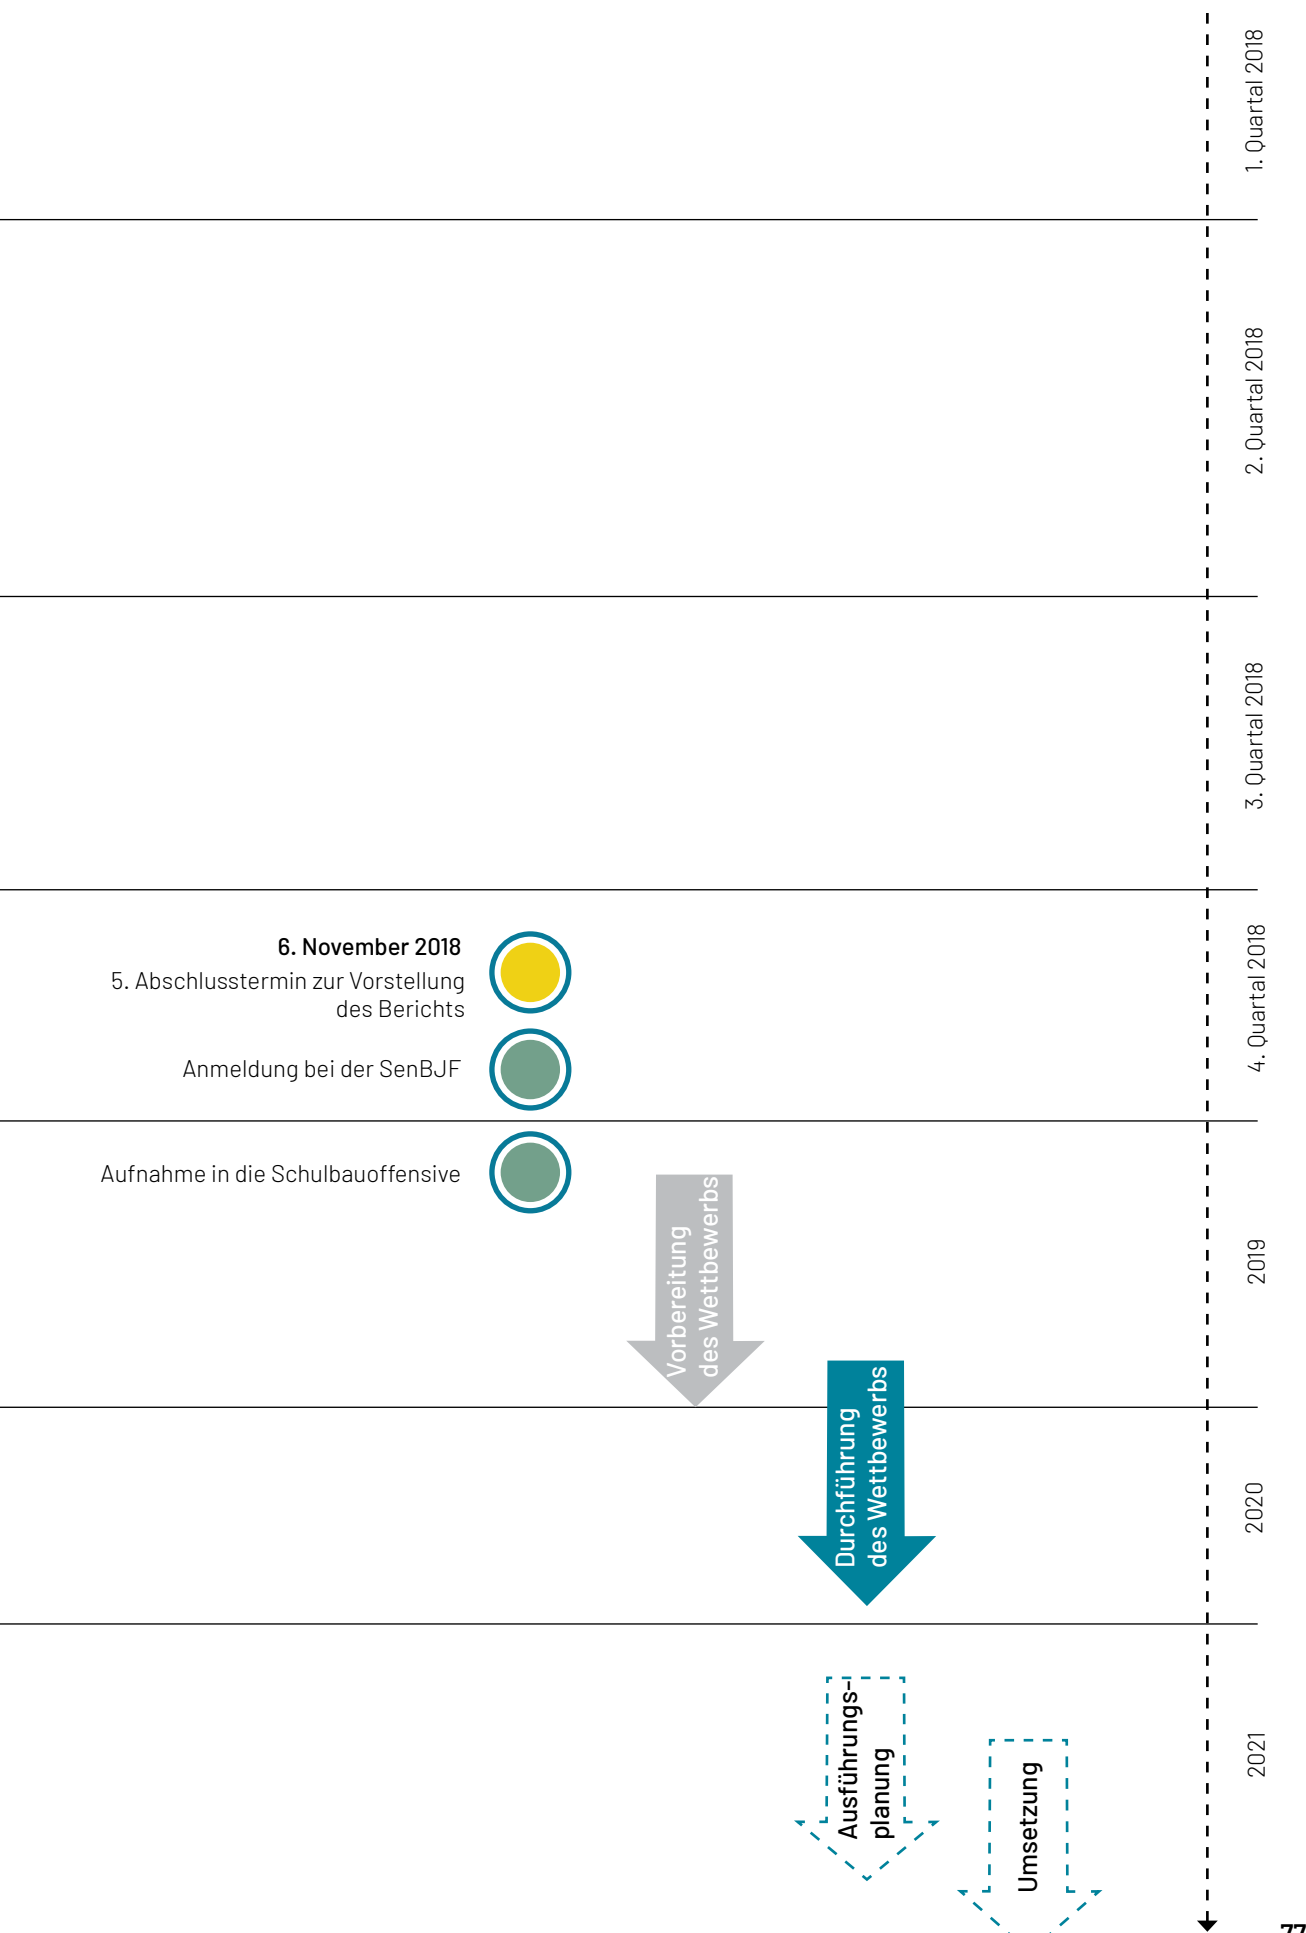 1. Quartal 2018
2. Quartal 2018
3. Quartal 2018
6. November 2018
5. Abschlusstermin zur Vorstellung
des Berichts
Anmeldung bei der SenBJF
4. Quartal 2018
Aufnahme in die Schulbauoffensive
Vorbereitung
des Wettbewerbs
2019
Durchführung
des Wettbewerbs
2020
Ausführungs-
planung
Umsetzung
2021
77